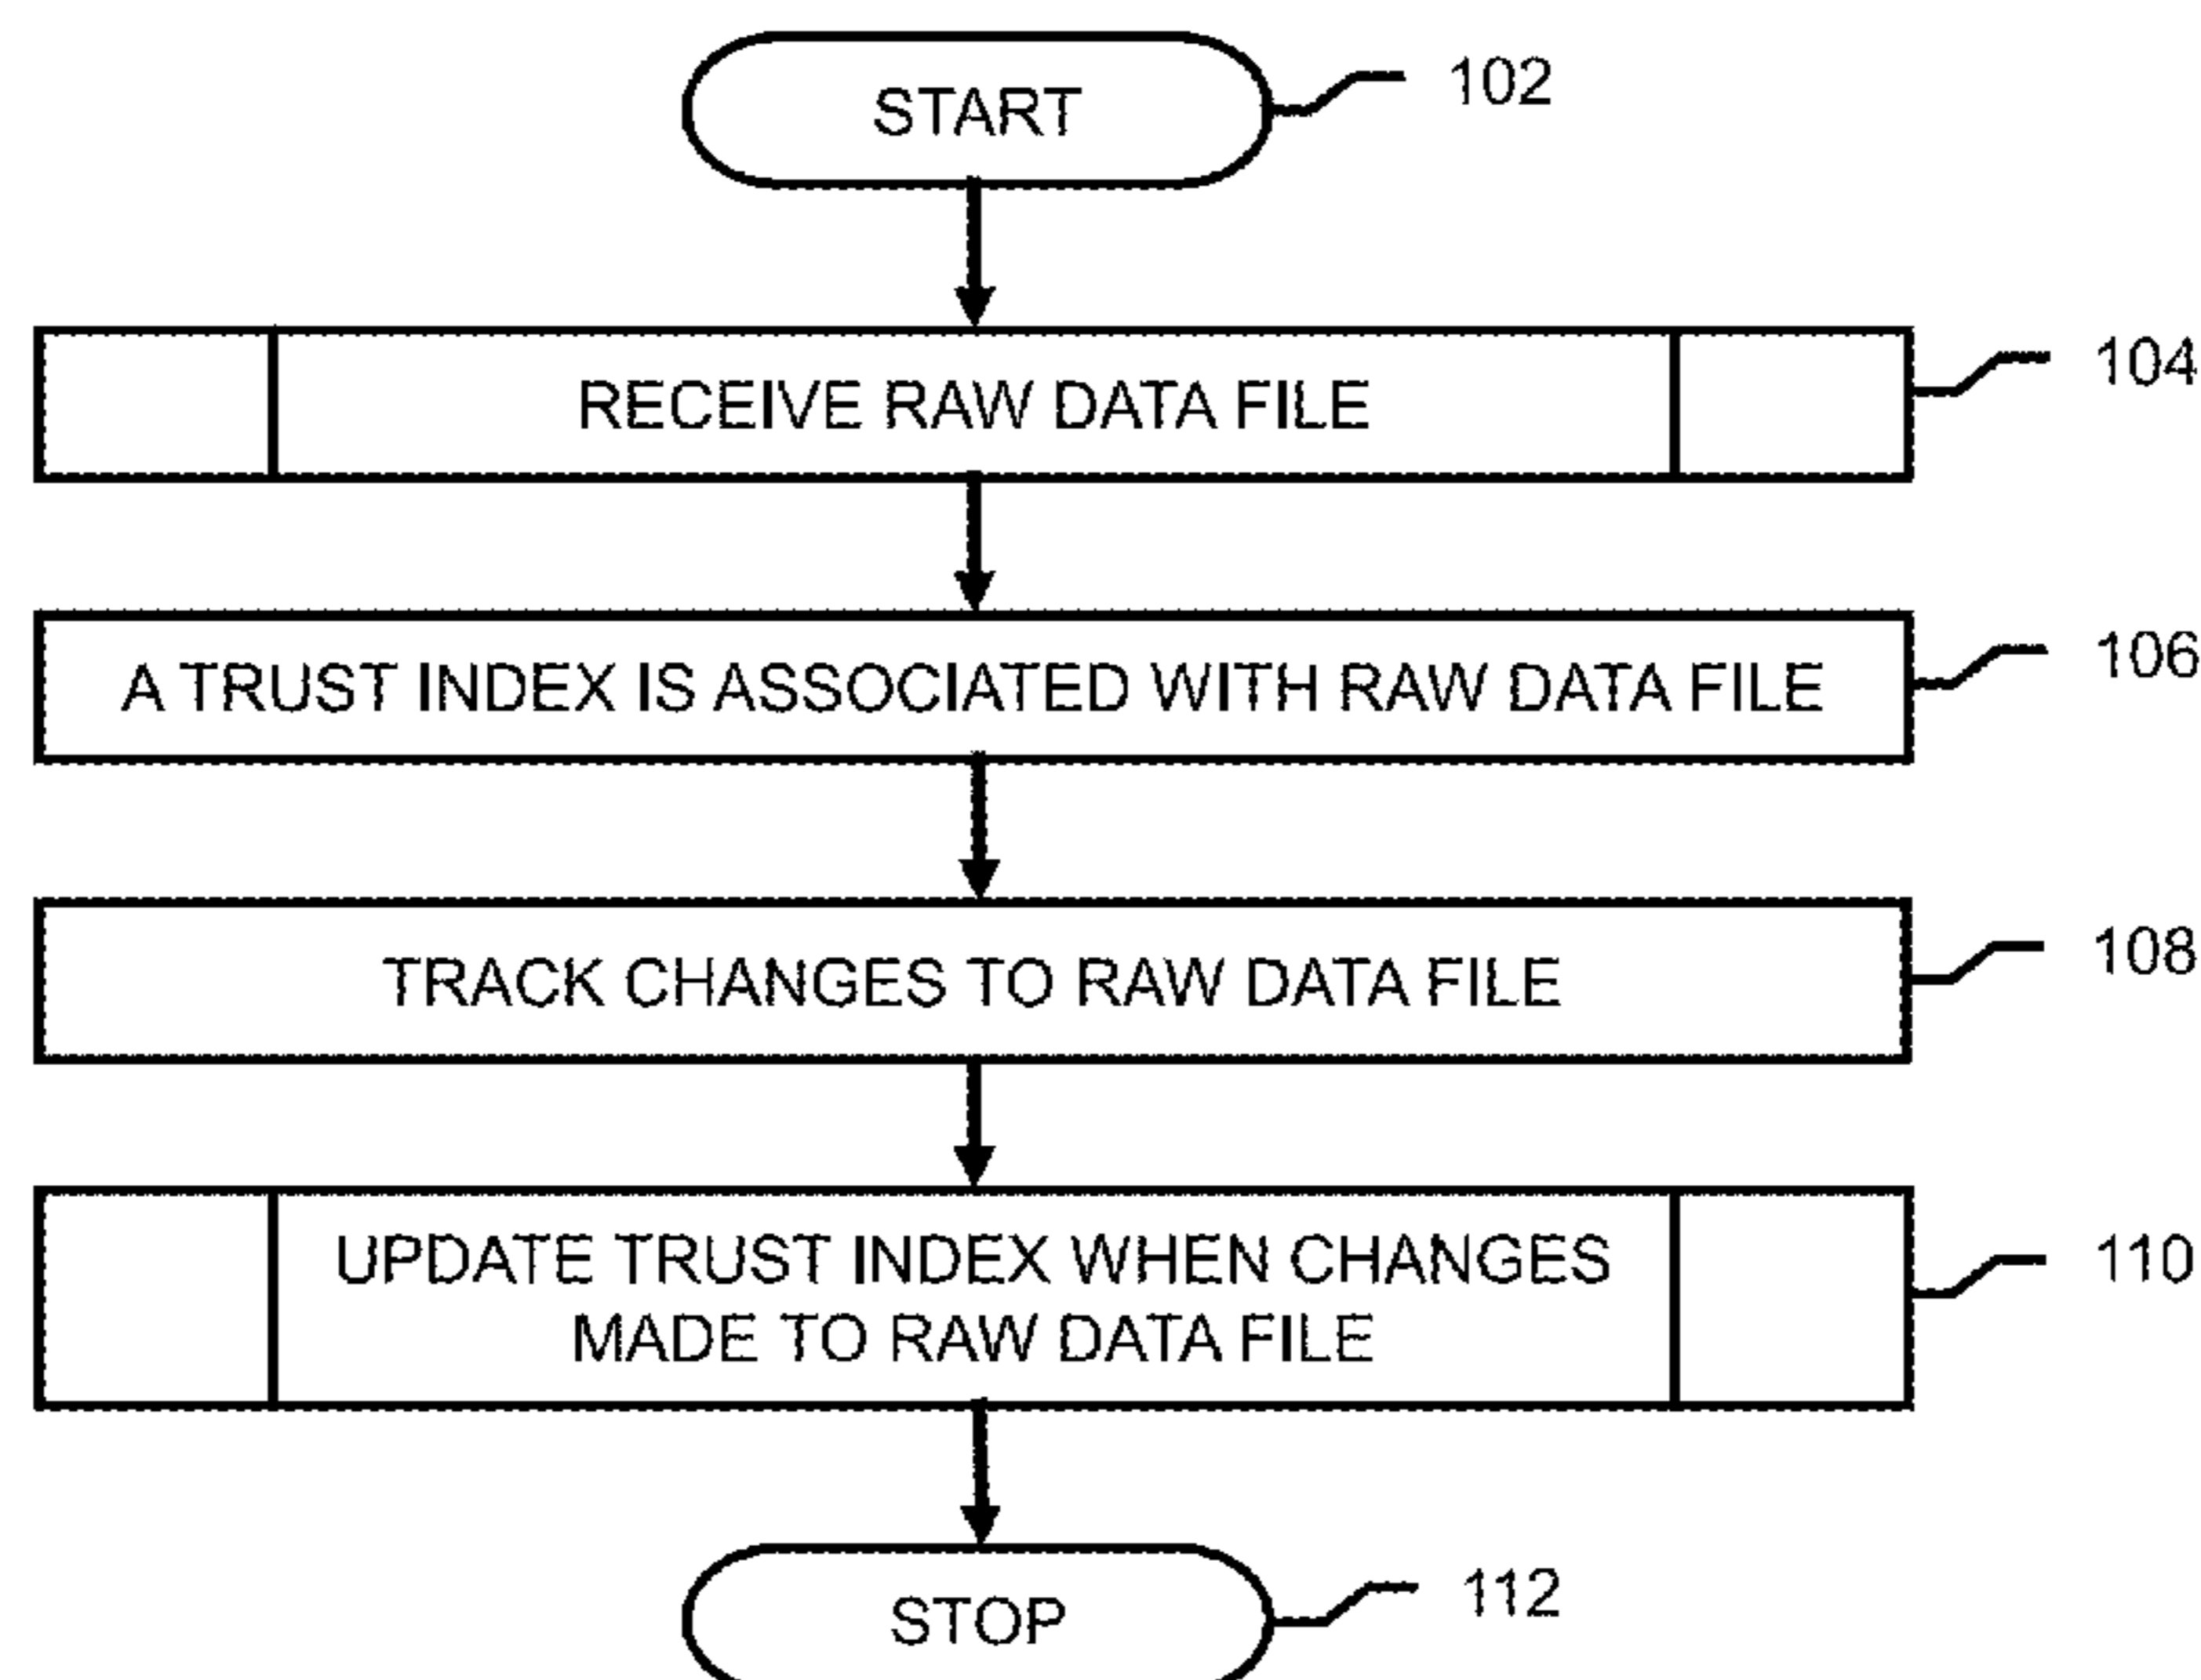 START
102
RECEIVE RAW DATA FILE
104
A TRUST INDEX IS ASSOCIATED WITH RAW DATA FILE
106
TRACK CHANGES TO RAW DATA FILE
108
UPDATE TRUST INDEX WHEN CHANGES
MADE TO RAW DATA FILE
110
STOP
112